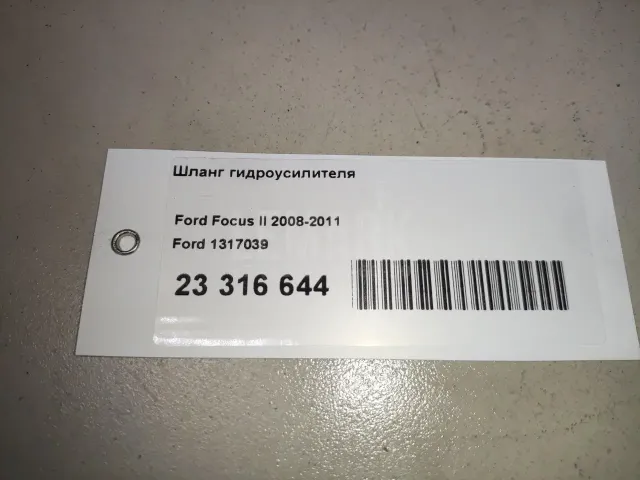 Шланг гидроусилителя
Ford Focus II 2008-2011
Ford 1317039
23 316 644